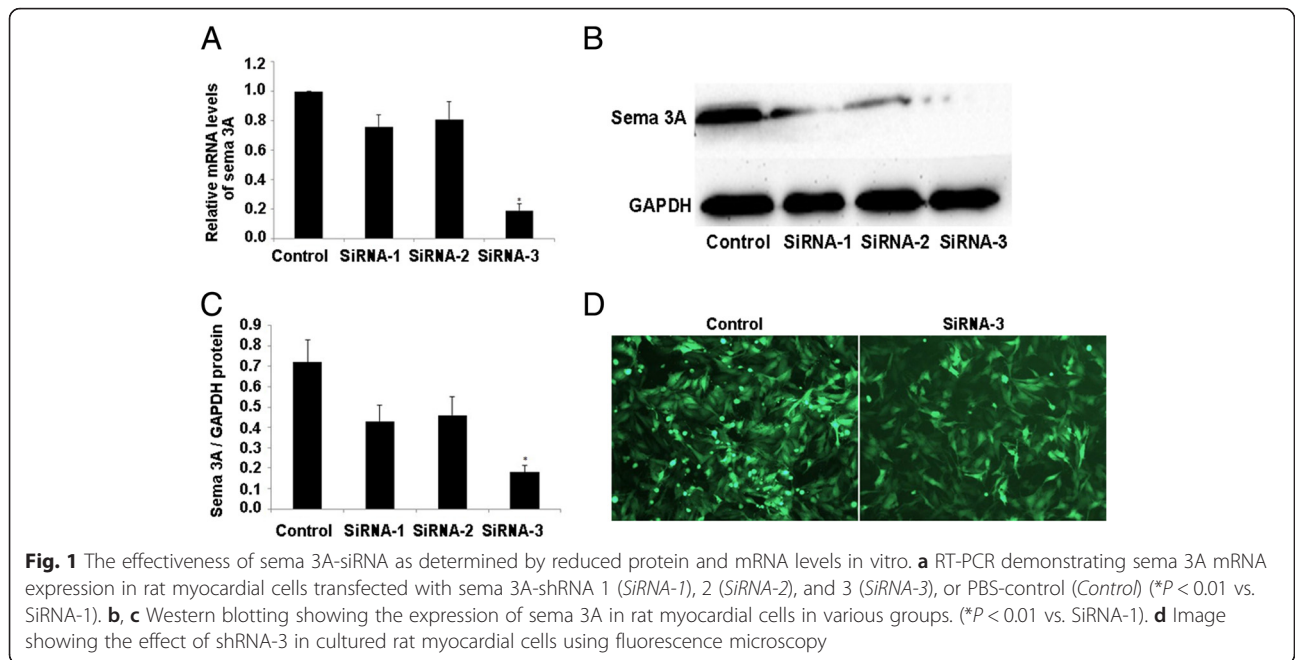 A
Relative mRNA levels
of sema 3A
1.2
1.0
0.8
0.6
0.4
0.2
0.0
*
Control SiRNA-1 SiRNA-2 SiRNA-3
B
Sema 3A
GAPDH
Control SiRNA-1 SiRNA-2 SiRNA-3
C
Sema 3A / GAPDH protein
0.9
0.8
0.7
0.6
0.5
0.4
0.3
0.2
0.1
0.0
*
Control SiRNA-1 SiRNA-2 SiRNA-3
D
Control SiRNA-3
Fig. 1 The effectiveness of sema 3A-siRNA as determined by reduced protein and mRNA levels in vitro. a RT-PCR demonstrating sema 3A mRNA
expression in rat myocardial cells transfected with sema 3A-shRNA 1 (SiRNA-1), 2 (SiRNA-2), and 3 (SiRNA-3), or PBS-control (Control) (*P < 0.01 vs.
SiRNA-1). b, c Western blotting showing the expression of sema 3A in rat myocardial cells in various groups. (*P < 0.01 vs. SiRNA-1). d Image
showing the effect of shRNA-3 in cultured rat myocardial cells using fluorescence microscopy